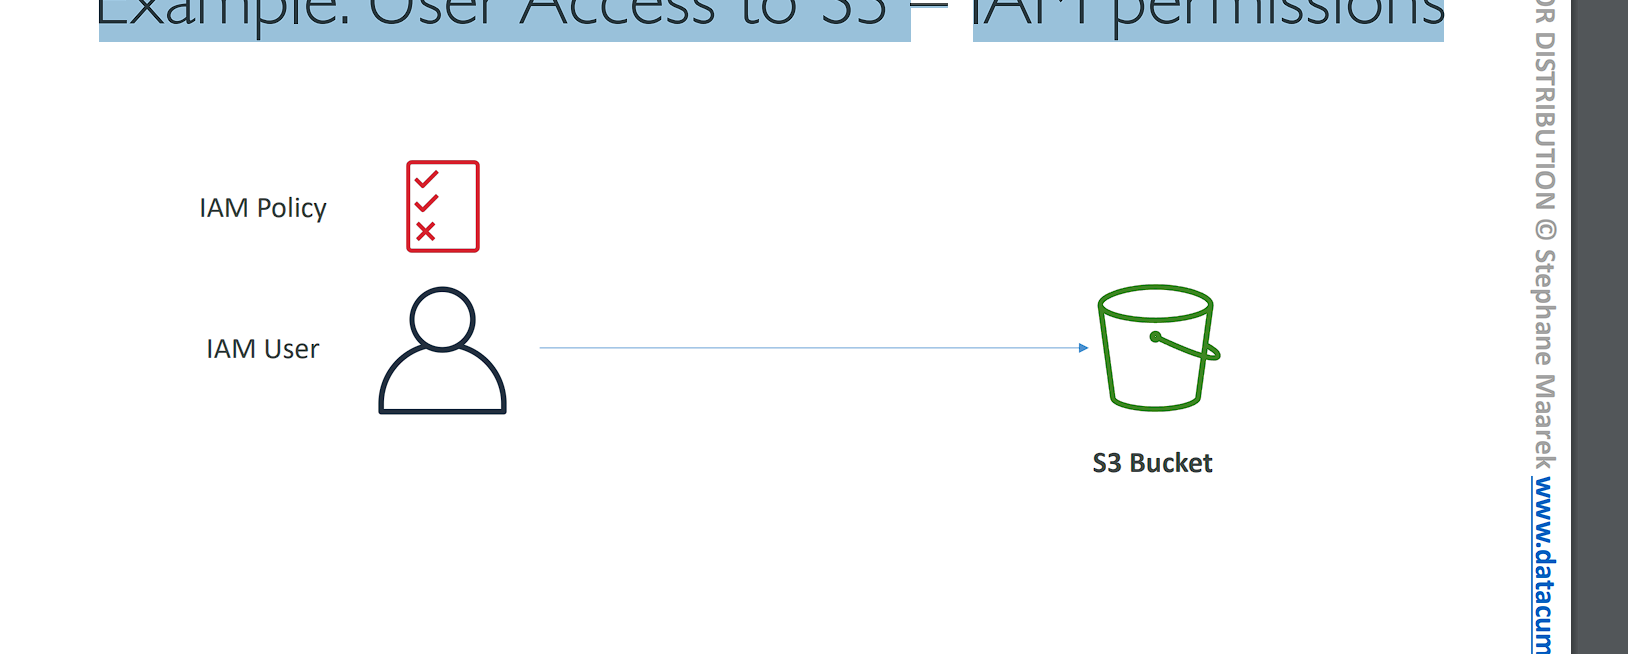 Example: User Access to S3 – IAM permissions
IAM Policy
IAM User
S3 Bucket
DISTRIBUTION © Stephane Maarek www.datacum